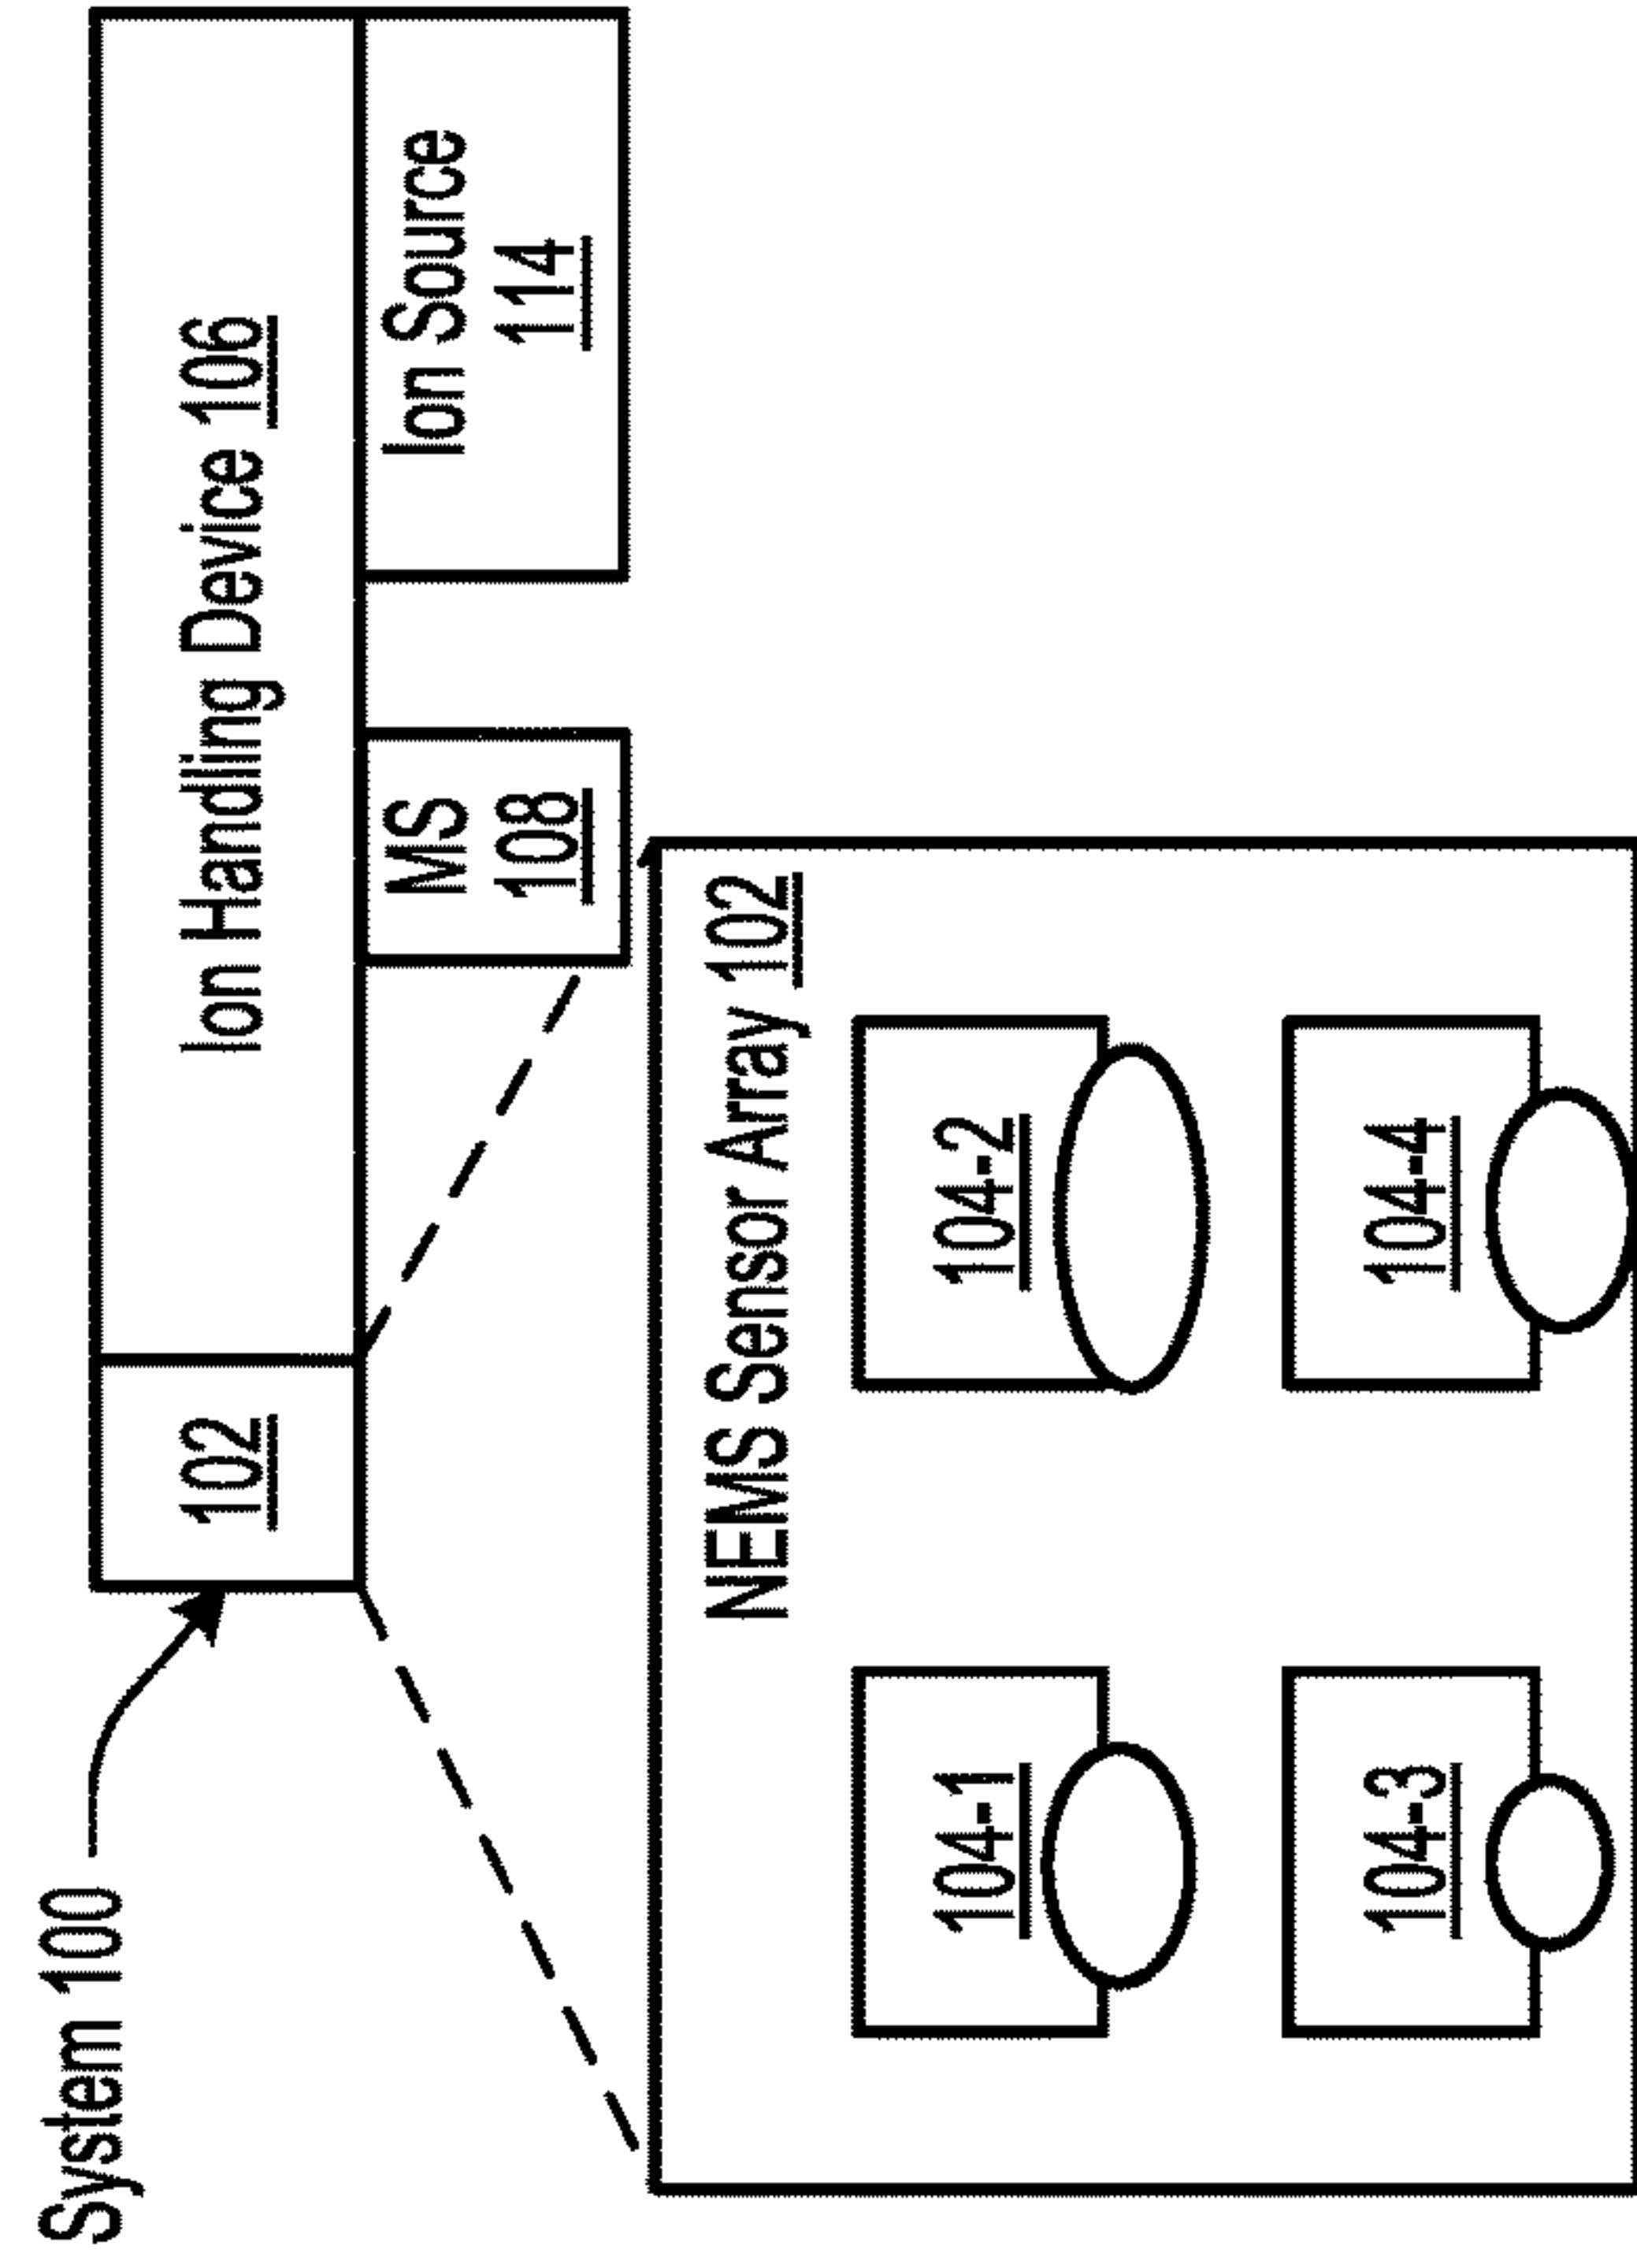 System 100
102
Ion Handling Device 106
MS
108
Ion Source
114
NEMS Sensor Array 102
104-1
104-2
104-3
104-4